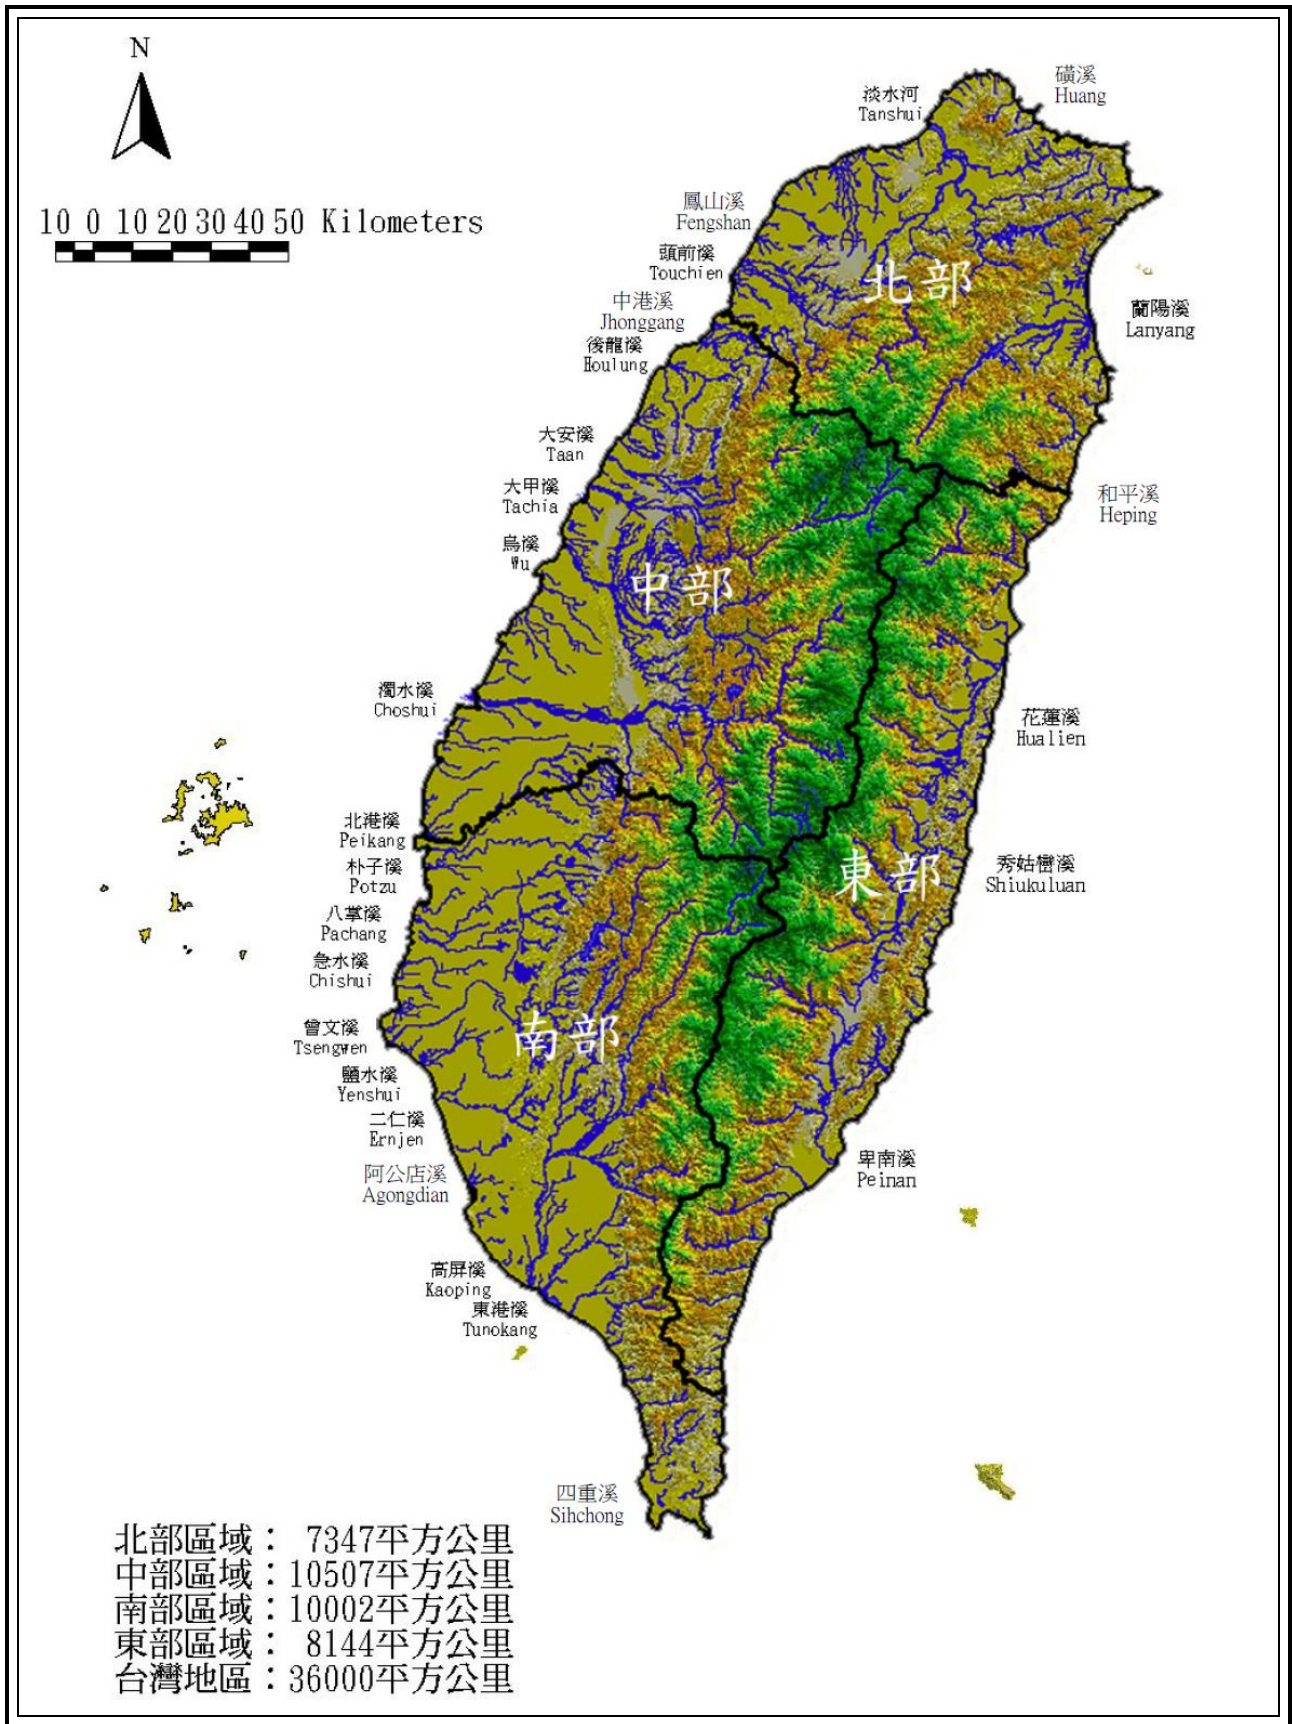 N
10 0 10 20 30 40 50 Kilometers
磺溪
Huang
淡水河
Tanshui
鳳山溪
Fengshan
頭前溪
Touchien
中港溪
Jhonggang
後龍溪
Houlung
北部
蘭陽溪
Lanyang
大安溪
Taan
大甲溪
Tachia
烏溪
Wu
和平溪
Heping
中部
濁水溪
Choshui
花蓮溪
Hualien
北港溪
Peikang
朴子溪
Potzu
八掌溪
Pachang
急水溪
Chishui
東部
秀姑巒溪
Shiukuluan
曾文溪
Tsengwen
南部
鹽水溪
Yenshui
二仁溪
Ernjen
阿公店溪
Agongdian
卑南溪
Peinan
高屏溪
Kaoping
東港溪
Tunokang
四重溪
Sihchong
北部區域： 7347平方公里
中部區域：10507平方公里
南部區域：10002平方公里
東部區域： 8144平方公里
台灣地區：36000平方公里